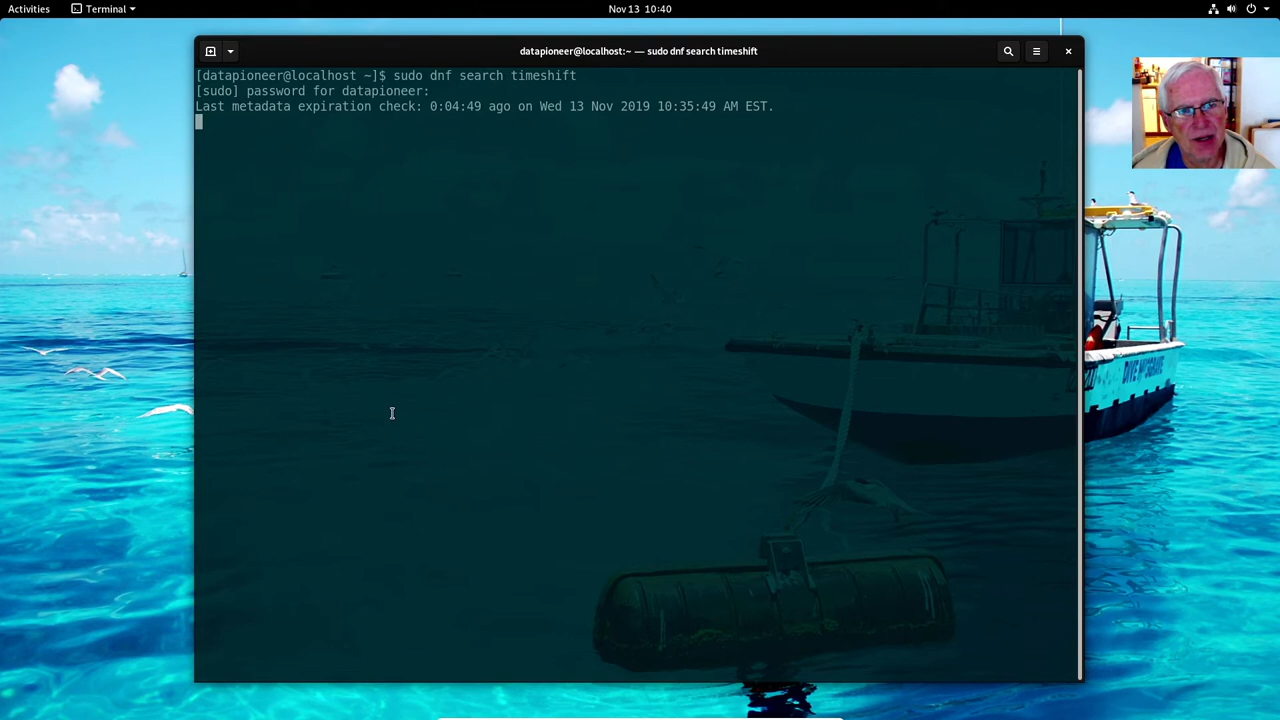 Activities
Terminal
Nov 13 10:40
datapioneer@localhost:~ — sudo dnf search timeshift
[datapioneer@localhost ~]$ sudo dnf search timeshift
[sudo] password for datapioneer:
Last metadata expiration check: 0:04:49 ago on Wed 13 Nov 2019 10:35:49 AM EST.
DIVE